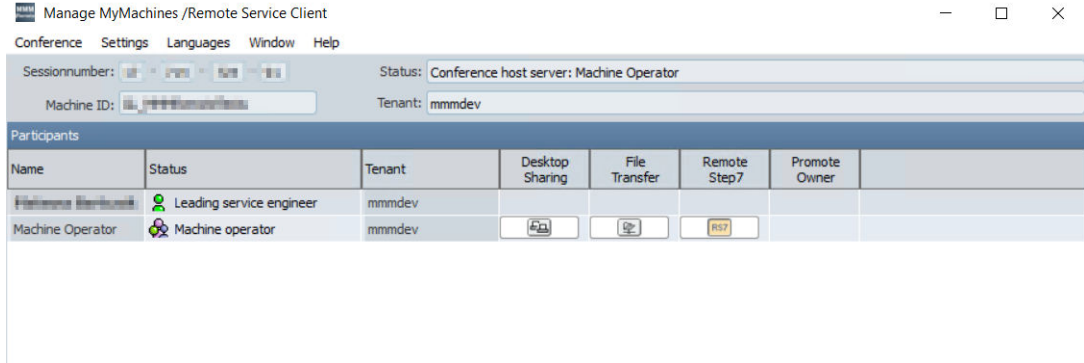 Manage MyMachines /Remote Service Client
Conference Settings Languages Window Help
Sessionnumber: - - -
Status: Conference host server: Machine Operator
Machine ID:
Tenant: mmmdev
Participants
Name Status Tenant Desktop Sharing File Transfer Remote Step7 Promote Owner
Leading service engineer mmmdev
Machine Operator Machine operator mmmdev RS7